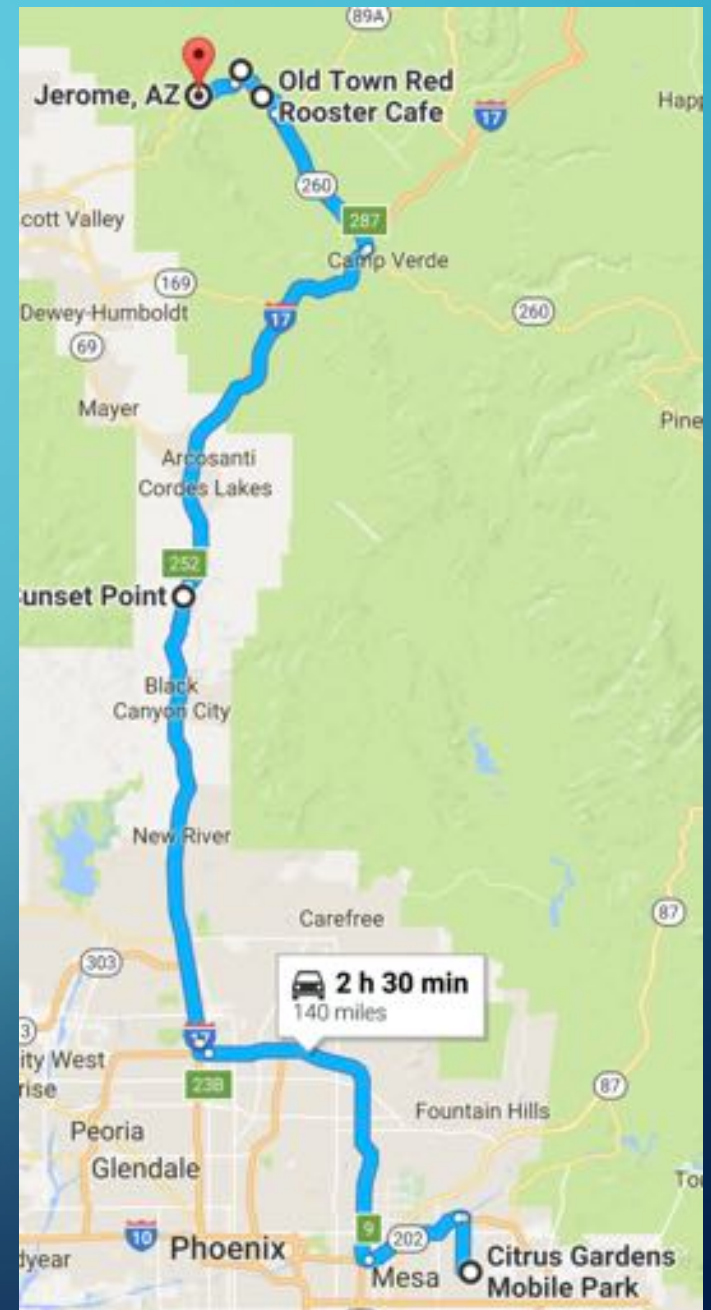 89A
Jerome, AZ
Old Town Red
Rooster Cafe
17
Happ
260
cott Valley
287
Camp Verde
169
17
260
Dewey-Humboldt
69
Mayer
Pine
Arcosanti
Cordes Lakes
252
unset Point
Black
Canyon City
New River
87
Carefree
303
2 h 30 min
140 miles
17
3
ity West
rise
23B
87
Fountain Hills
Peoria
Glendale
To
9
202
10
Phoenix
dyear
Mesa
Citrus Gardens
Mobile Park